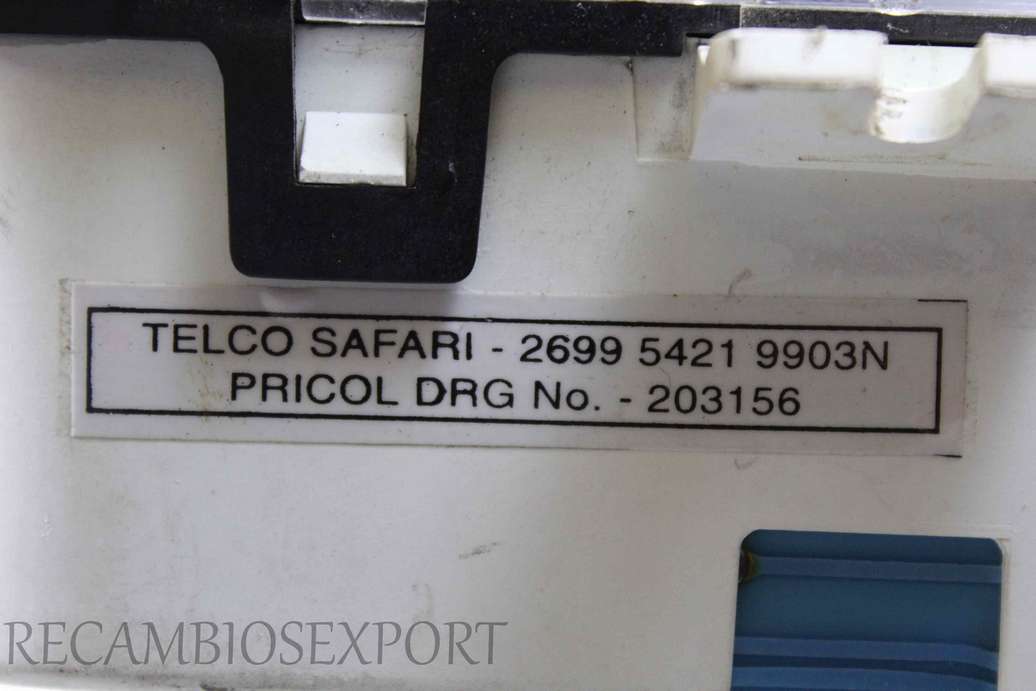 TELCO SAFARI - 2699 5421 9903N
PRICOL DRG No. - 203156
RECAMBIOSEXPORT